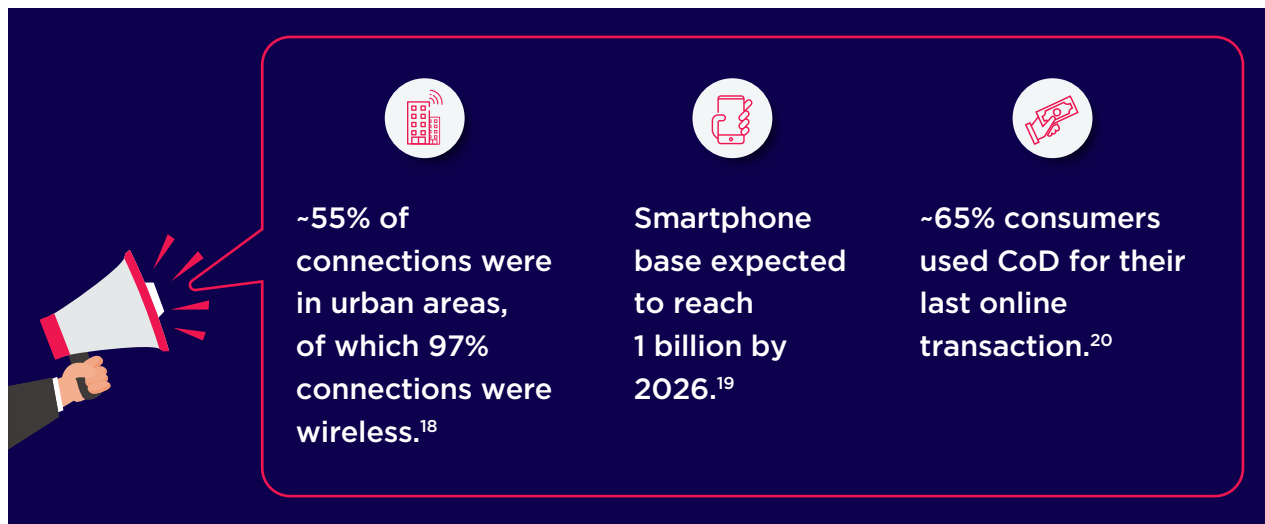 ~55% of
connections were
in urban areas,
of which 97%
connections were
wireless.18
Smartphone
base expected
to reach
1 billion by
2026.19
~65% consumers
used CoD for their
last online
transaction.20